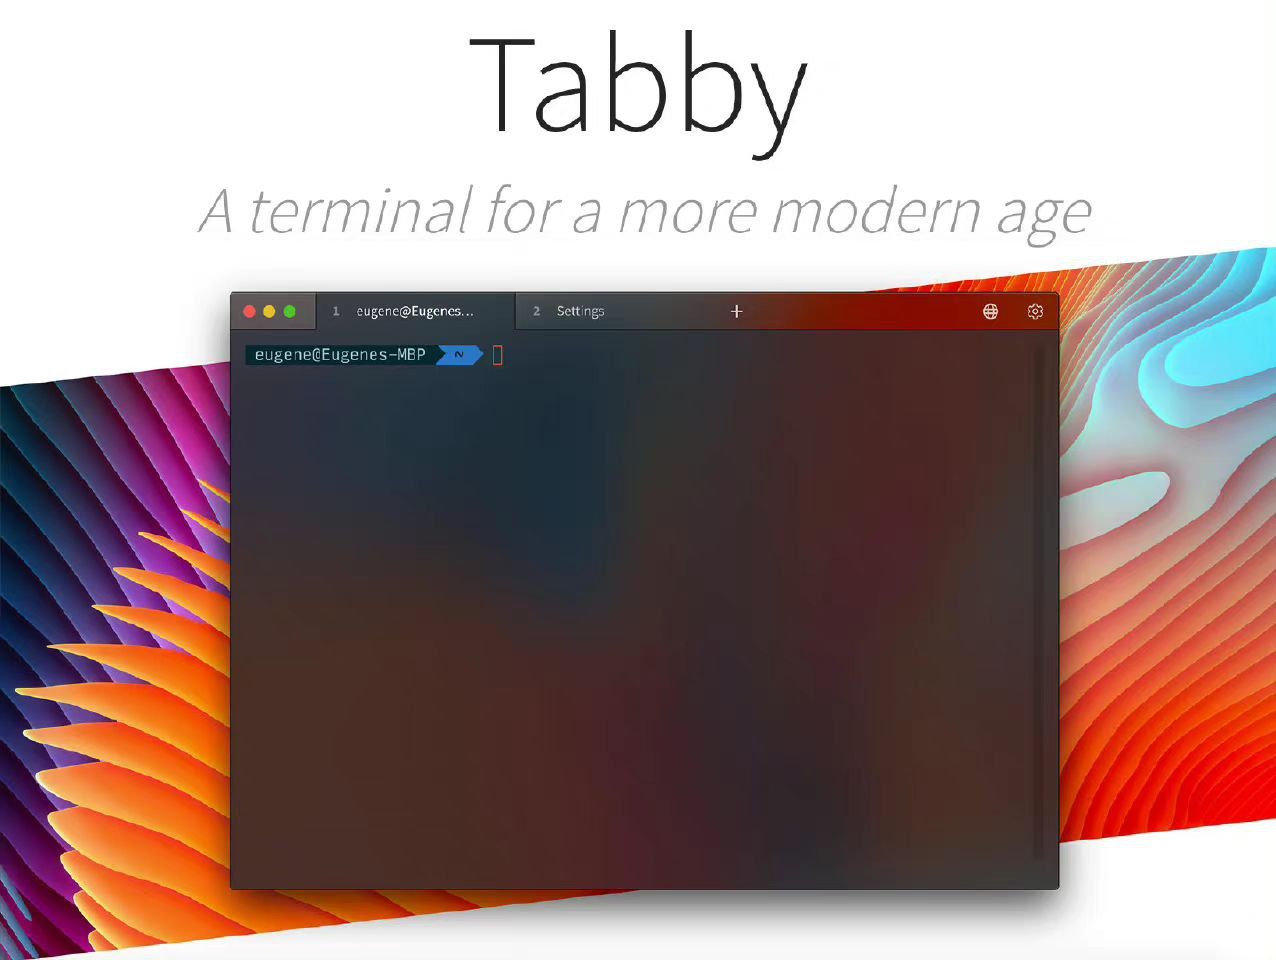 Tabby
A terminal for a more modern age
1 eugene@Eugenes... 2 Settings +
eugene@Eugenes-MBP ~